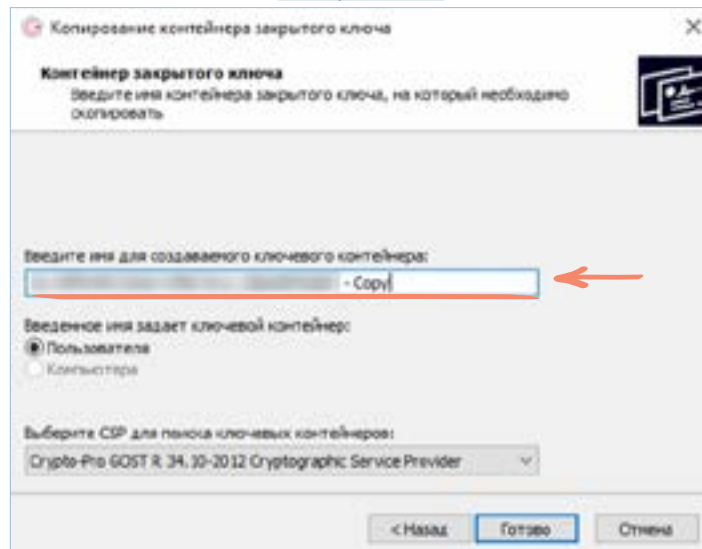 Копирование контейнера закрытого ключа
Контейнер закрытого ключа
Введите имя контейнера закрытого ключа, на который необходимо
скопировать
Введите имя для создаваемого ключевого контейнера:
- Copy
Введенное имя задает ключевой контейнер:
Пользователя
Компьютера
Выберите CSP для поиска ключевых контейнеров:
Crypto-Pro GOST R 34.10-2012 Cryptographic Service Provider
< Назад
Готово
Отмена